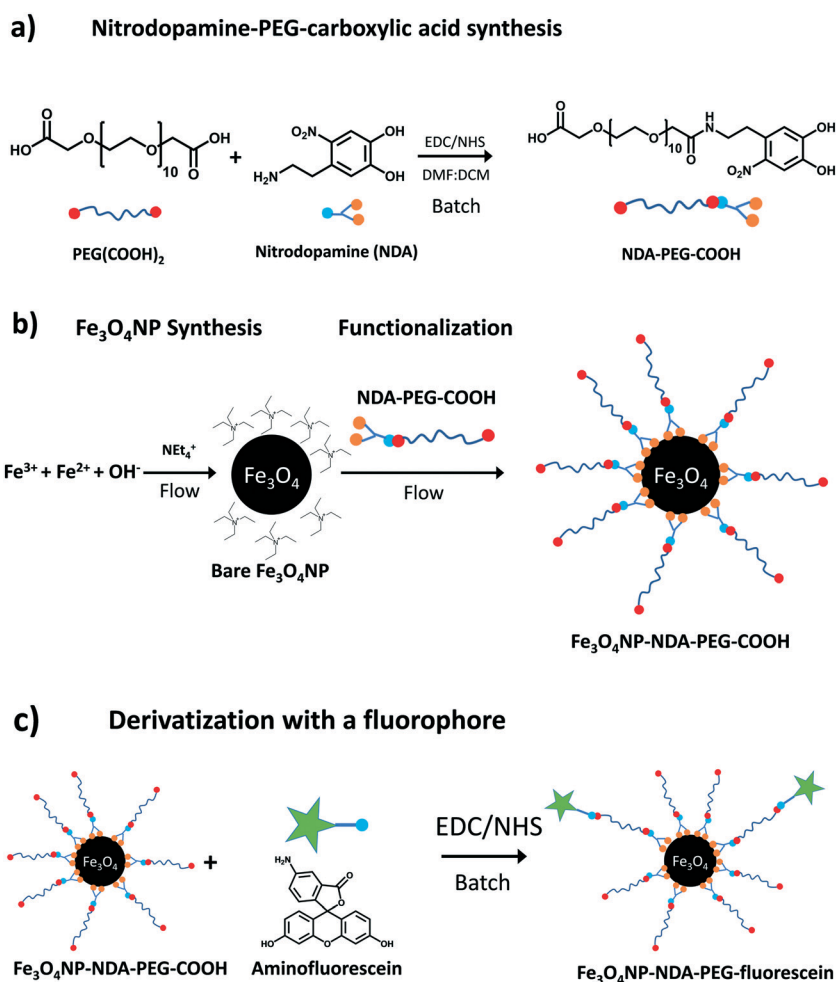 a) Nitrodopamine-PEG-carboxylic acid synthesis
HO
O
O
O
10
O
OH
+
H₂N
O₂N
OH
OH
EDC/NHS
DMF:DCM
Batch
HO
O
O
O
10
O
H
N
O₂N
OH
OH
PEG(COOH)₂
Nitrodopamine (NDA)
NDA-PEG-COOH
b) Fe₃O₄NP Synthesis Functionalization
NDA-PEG-COOH
Fe³⁺ + Fe²⁺ + OH⁻
NEt₄⁺
Flow
N⁺
N⁺
N⁺
N⁺
N⁺
N⁺
N⁺
N⁺
Fe₃O₄
Bare Fe₃O₄NP
Flow
Fe₃O₄
Fe₃O₄NP-NDA-PEG-COOH
c) Derivatization with a fluorophore
Fe₃O₄
+
H₂N
O
O
HO
O
OH
EDC/NHS
Batch
Fe₃O₄
Fe₃O₄NP-NDA-PEG-COOH
Aminofluorescein
Fe₃O₄NP-NDA-PEG-fluorescein